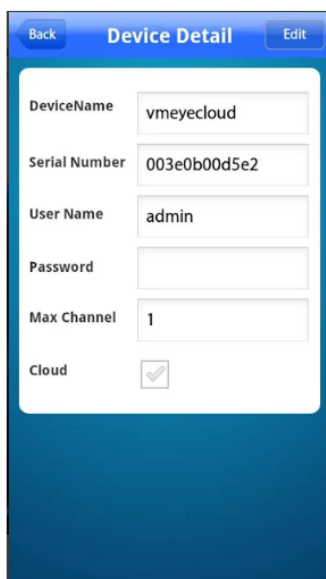 Back Device Detail Edit
DeviceName vmeyecloud
Serial Number 003e0b00d5e2
User Name admin
Password
Max Channel 1
Cloud